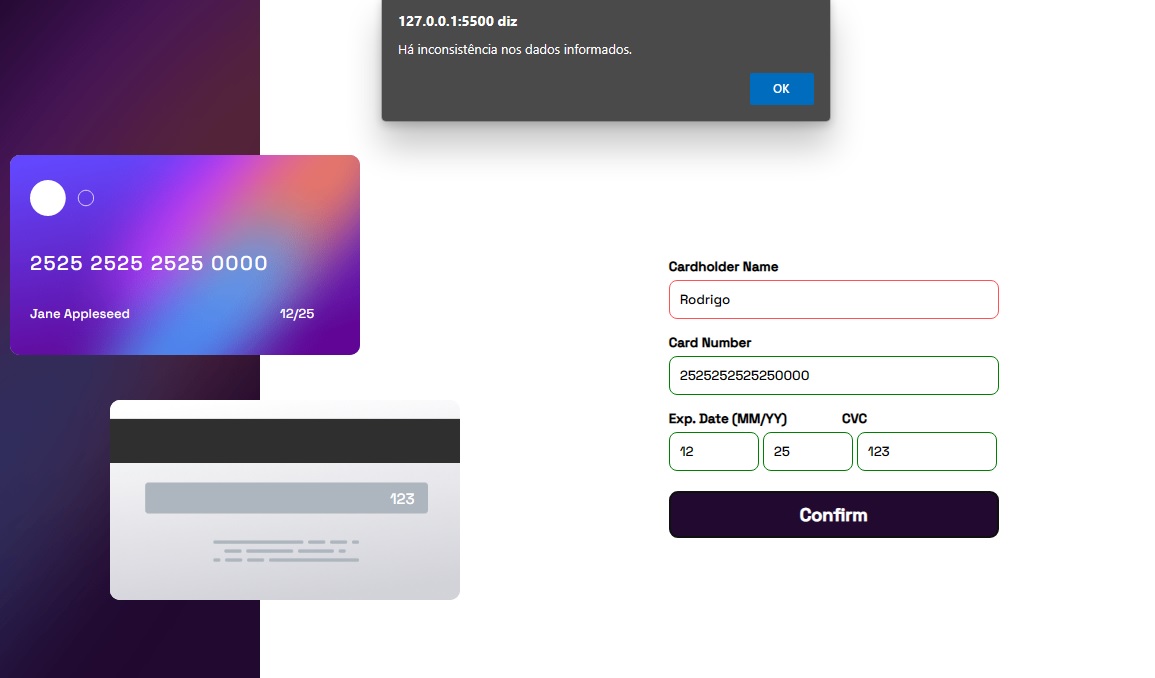 127.0.0.1:5500 diz
Há inconsistência nos dados informados.
OK
2525 2525 2525 0000
Jane Appleseed 12/25
123
Cardholder Name
Rodrigo
Card Number
2525252525250000
Exp. Date (MM/YY) CVC
12 25 123
Confirm